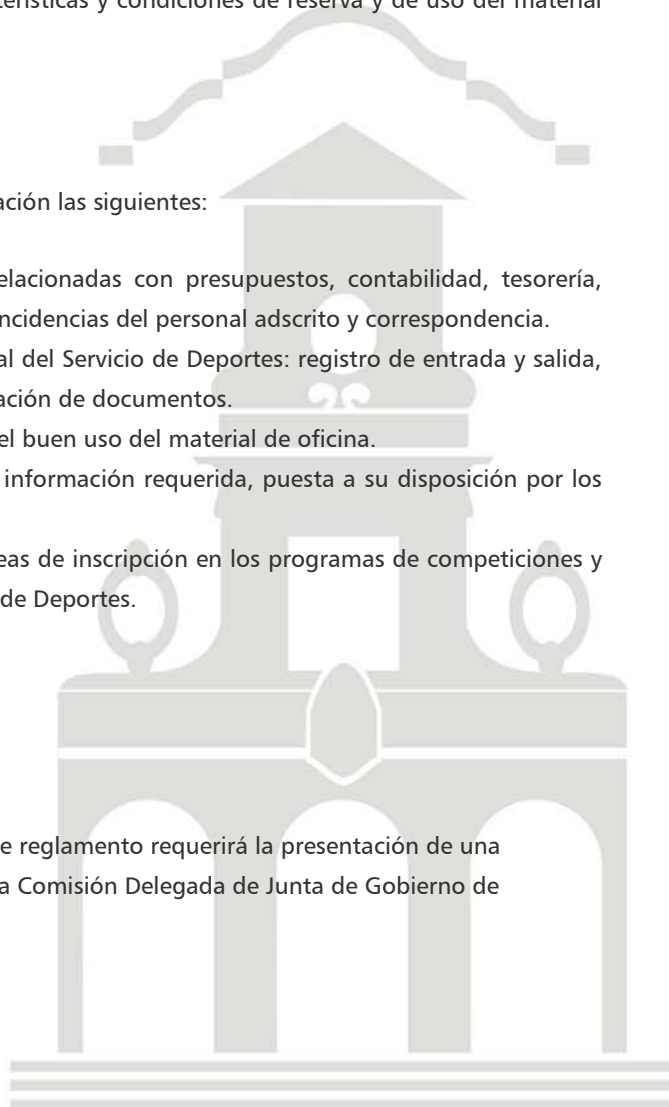 terísticas y condiciones de reserva y de uso del material
ación las siguientes:
elacionadas con presupuestos, contabilidad, tesorería,
ncidencias del personal adscrito y correspondencia.
al del Servicio de Deportes: registro de entrada y salida,
ación de documentos.
el buen uso del material de oficina.
información requerida, puesta a su disposición por los
eas de inscripción en los programas de competiciones y
de Deportes.
e reglamento requerirá la presentación de una
a Comisión Delegada de Junta de Gobierno de